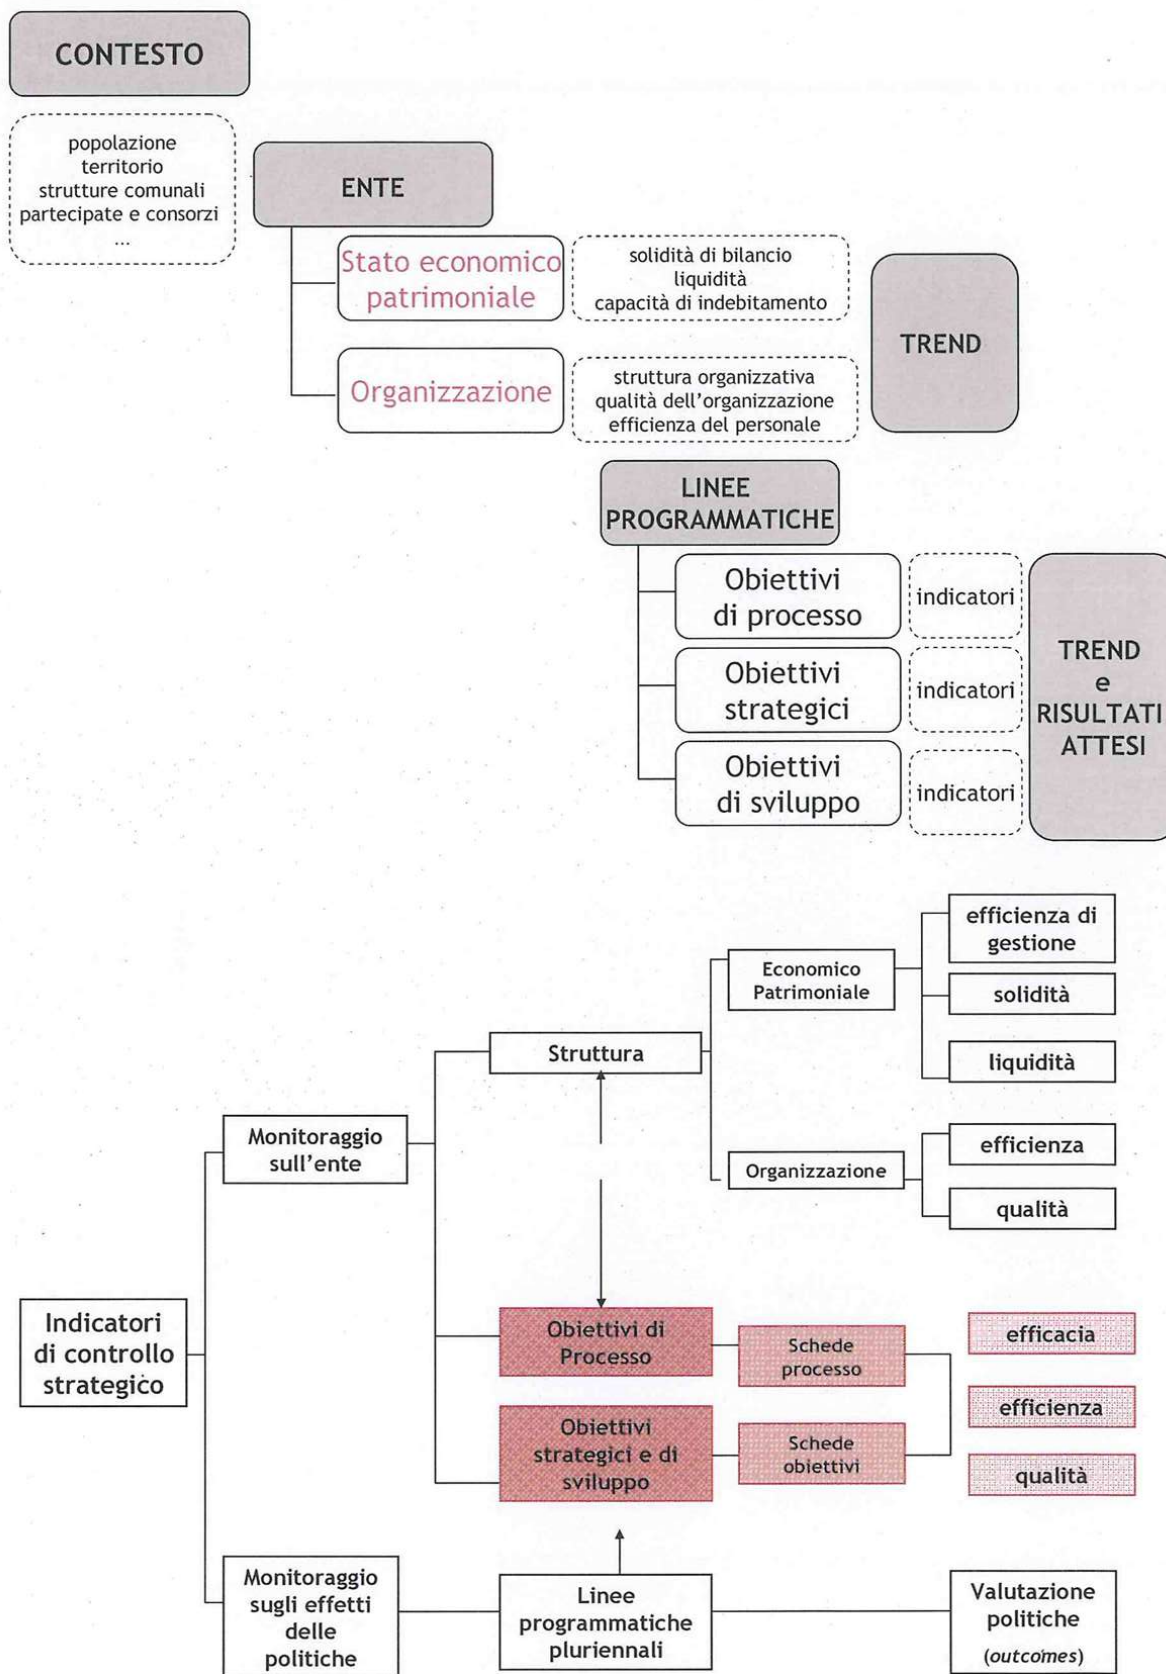 CONTESTO
popolazione
territorio
strutture comunali
partecipate e consorzi
...
ENTE
Stato economico
patrimoniale
solidità di bilancio
liquidità
capacità di indebitamento
Organizzazione
struttura organizzativa
qualità dell'organizzazione
efficienza del personale
TREND
LINEE
PROGRAMMATICHE
Obiettivi
di processo
indicatori
Obiettivi
strategici
indicatori
Obiettivi
di sviluppo
indicatori
TREND
e
RISULTATI
ATTESI
Indicatori
di controllo
strategico
Monitoraggio
sull'ente
Struttura
Economico
Patrimoniale
efficienza di
gestione
solidità
liquidità
Organizzazione
efficienza
qualità
Obiettivi di
Processo
Schede
processo
Obiettivi
strategici e di
sviluppo
Schede
obiettivi
efficacia
efficienza
qualità
Monitoraggio
sugli effetti
delle
politiche
Linee
programmatiche
pluriennali
Valutazione
politiche
(outcomes)